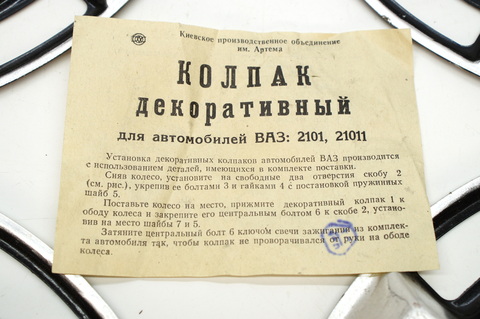 Киевское производственное объединение
им. Артема
КОЛПАК
декоративный
для автомобилей ВАЗ: 2101, 21011
Установка декоративных колпаков автомобилей ВАЗ производится
с использованием деталей, имеющихся в комплекте поставки.
Сняв колесо, установите на свободные два отверстия скобу 2
(см. рис.), укрепив ее болтами 3 и гайками 4 с постановкой пружинных
шайб 5.
Поставьте колесо на место, прижмите декоративный колпак 1 к
ободу колеса и закрепите его центральным болтом 6 к скобе 2, устано-
вив на место шайбы 7 и 5.
Затяните центральный болт 6 ключом свечи зажигания из комплек-
та автомобиля так, чтобы колпак не проворачивался от руки на ободе
колеса.